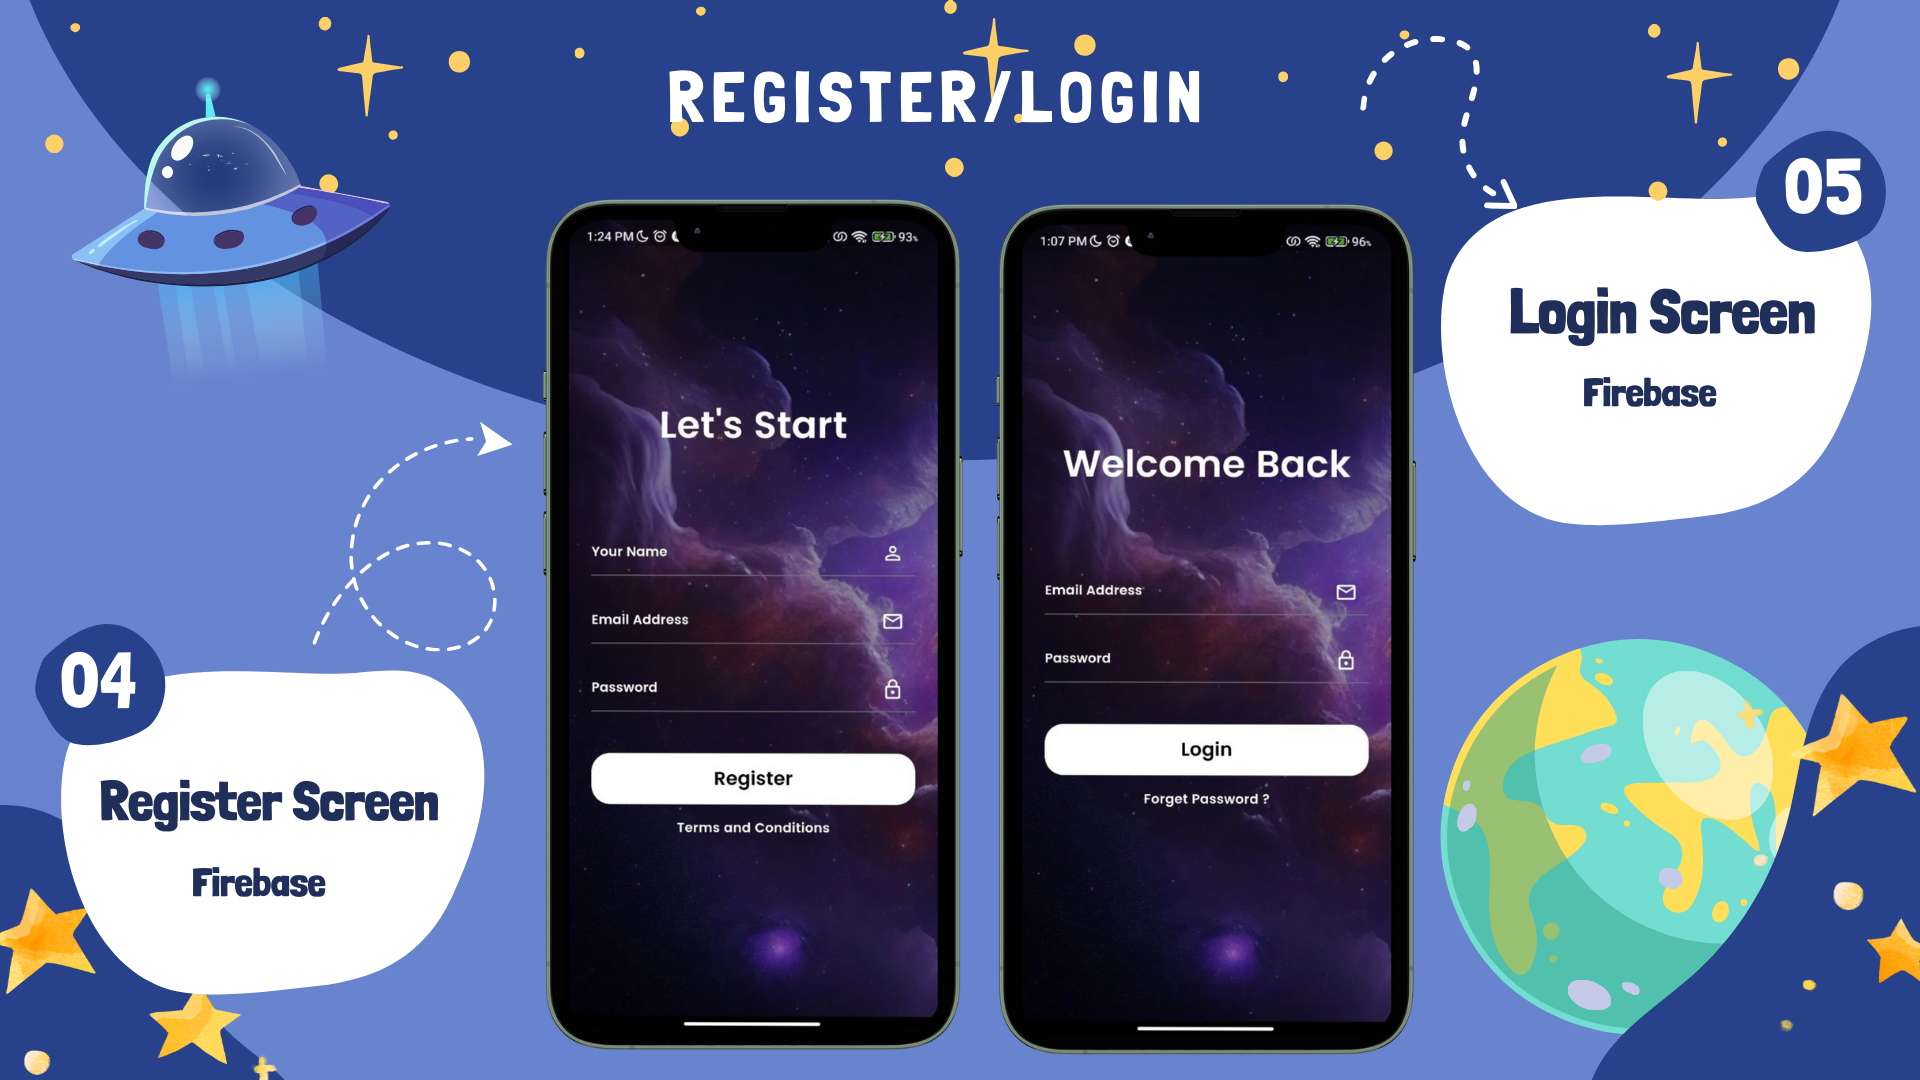 REGISTER/LOGIN
05
Login Screen
Firebase
1:24 PM
93%
Let's Start
Your Name
Email Address
Password
Register
Terms and Conditions
1:07 PM
96%
Welcome Back
Email Address
Password
Login
Forget Password ?
04
Register Screen
Firebase